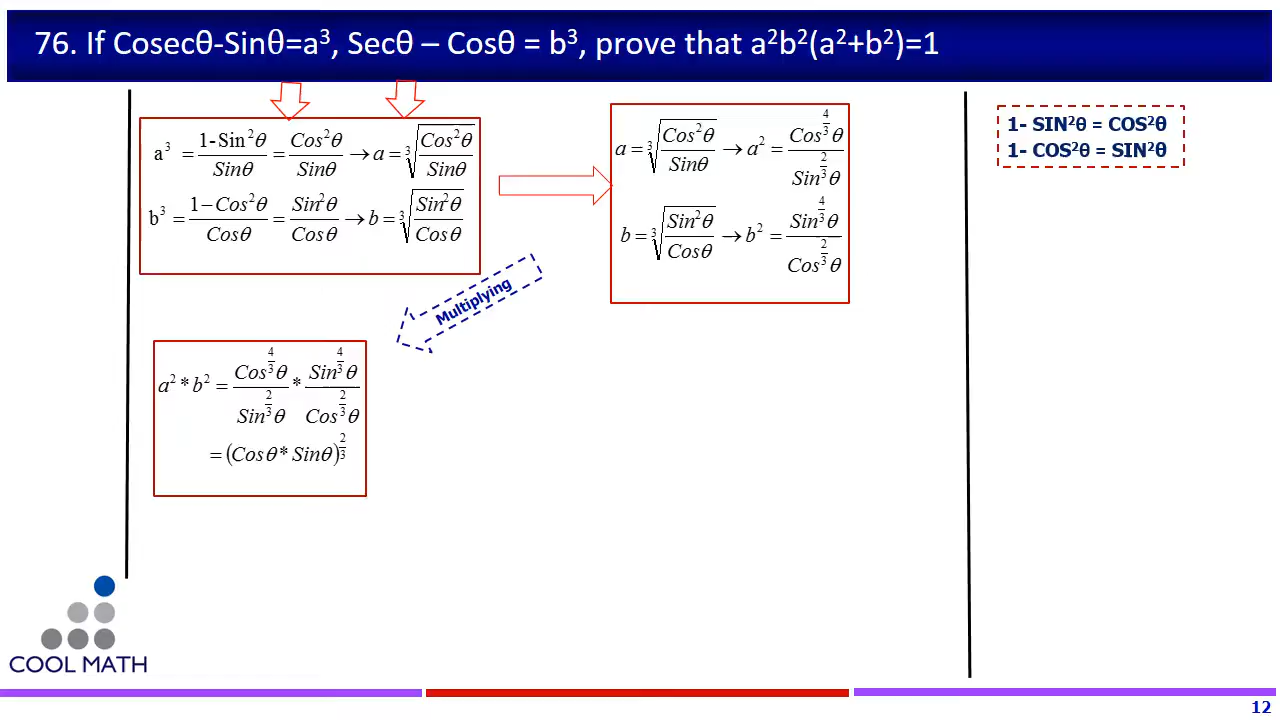 76. If Cosecθ-Sinθ=a³, Secθ – Cosθ = b³, prove that a²b²(a²+b²)=1
a³ = (1-Sin²θ)/Sinθ = Cos²θ/Sinθ → a = ∛(Cos²θ/Sinθ)
b³ = (1−Cos²θ)/Cosθ = Sin²θ/Cosθ → b = ∛(Sin²θ/Cosθ)
a = ∛(Cos²θ/Sinθ) → a² = Cos^(4/3)θ / Sin^(2/3)θ
b = ∛(Sin²θ/Cosθ) → b² = Sin^(4/3)θ / Cos^(2/3)θ
1- SIN²θ = COS²θ
1- COS²θ = SIN²θ
Multiplying
a² * b² = Cos^(4/3)θ / Sin^(2/3)θ * Sin^(4/3)θ / Cos^(2/3)θ
= (Cosθ * Sinθ)^(2/3)
COOL MATH
12